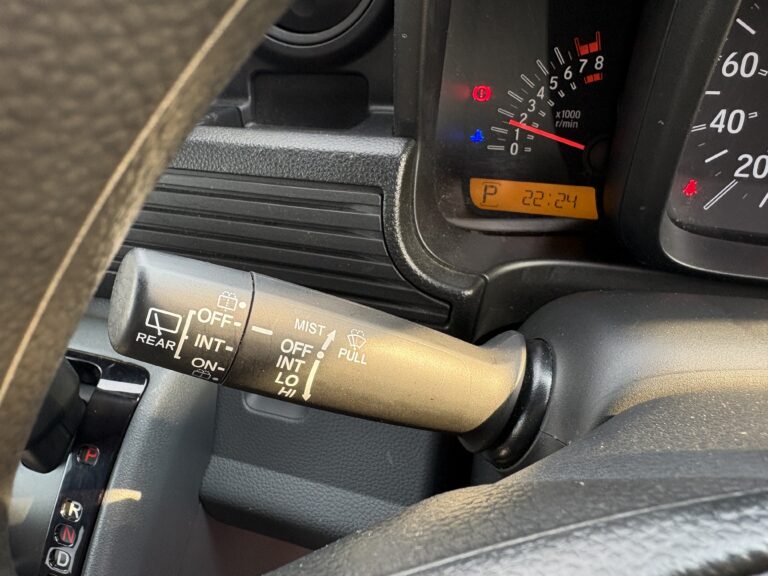 8
7
6
5
4
3
2
1
0
x1000
r/min
P 22:24
60
40
20
REAR
OFF
INT
ON
MIST
OFF
INT
LO
HI
PULL
P
R
N
D